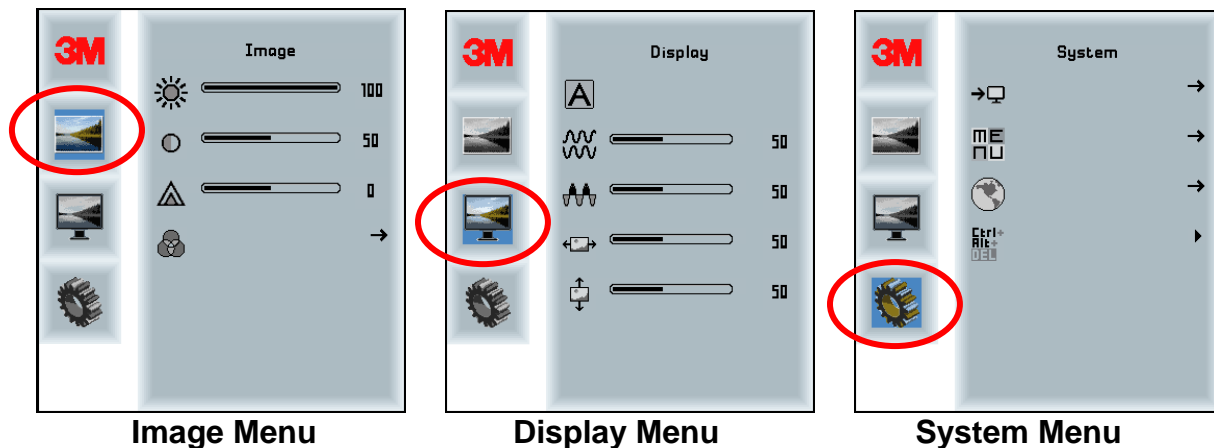 3M
Image
100
50
0
Image Menu
3M
Display
A
50
50
50
50
Display Menu
3M
System
ME
NU
Ctrl+
Alt+
DEL
System Menu